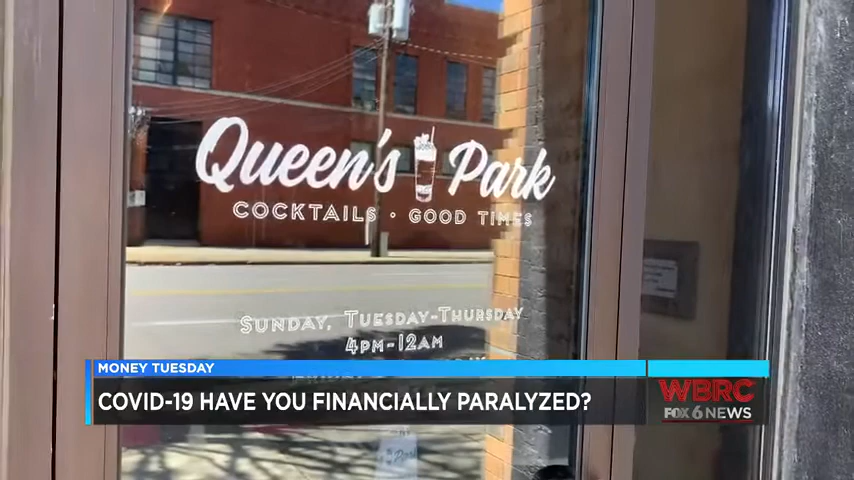 Queen's Park
COCKTAILS · GOOD TIMES
SUNDAY, TUESDAY-THURSDAY
4PM-12AM
MONEY TUESDAY
COVID-19 HAVE YOU FINANCIALLY PARALYZED?
WBRC
FOX 6 NEWS